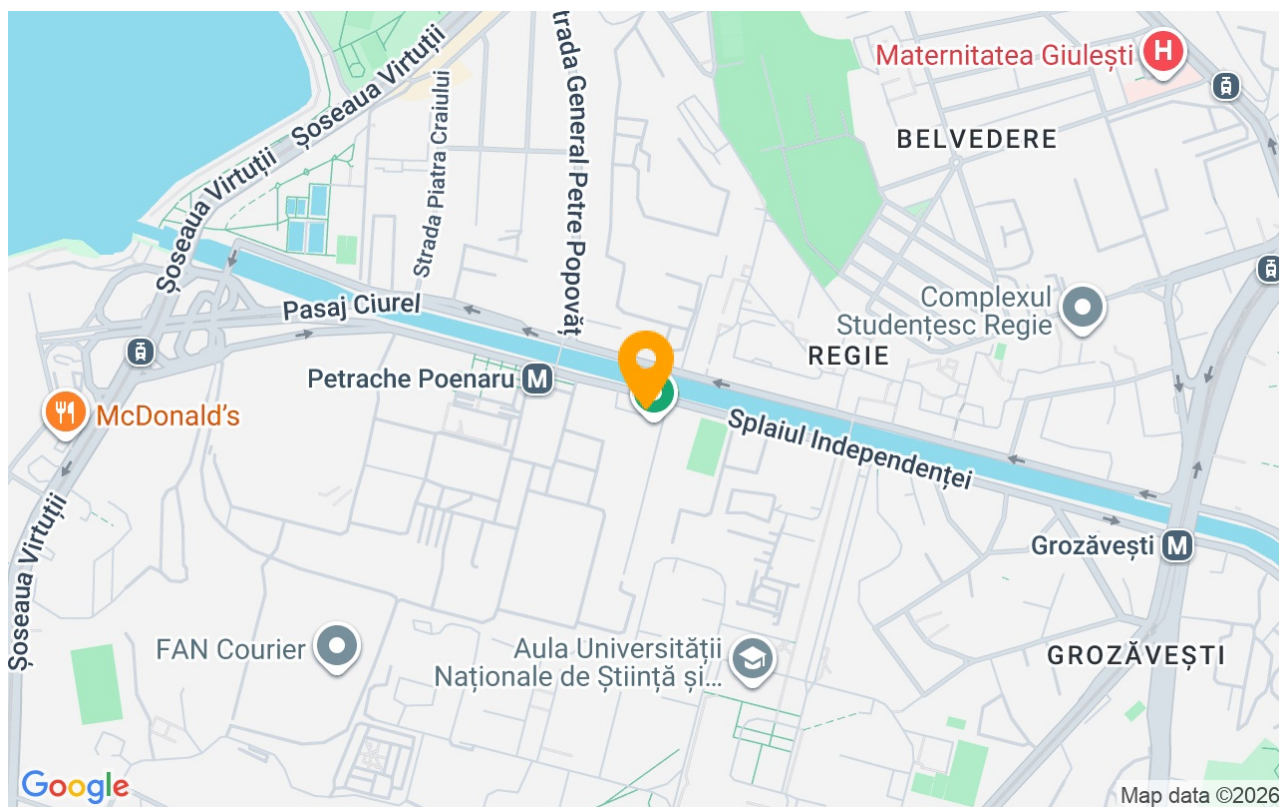 Șoseaua Virtuții
Șoseaua Virtuții
Strada Piatra Craiului
trada General Petre Popovăț
Maternitatea Giulești
H
BELVEDERE
Pasaj Ciurel
Complexul
Studențesc Regie
REGIE
Petrache Poenaru M
McDonald's
Splaiul Independenței
Șoseaua Virtuții
Grozăvești M
FAN Courier
Aula Universității
Naționale de Știință și...
GROZĂVEȘTI
Google
Map data ©2026